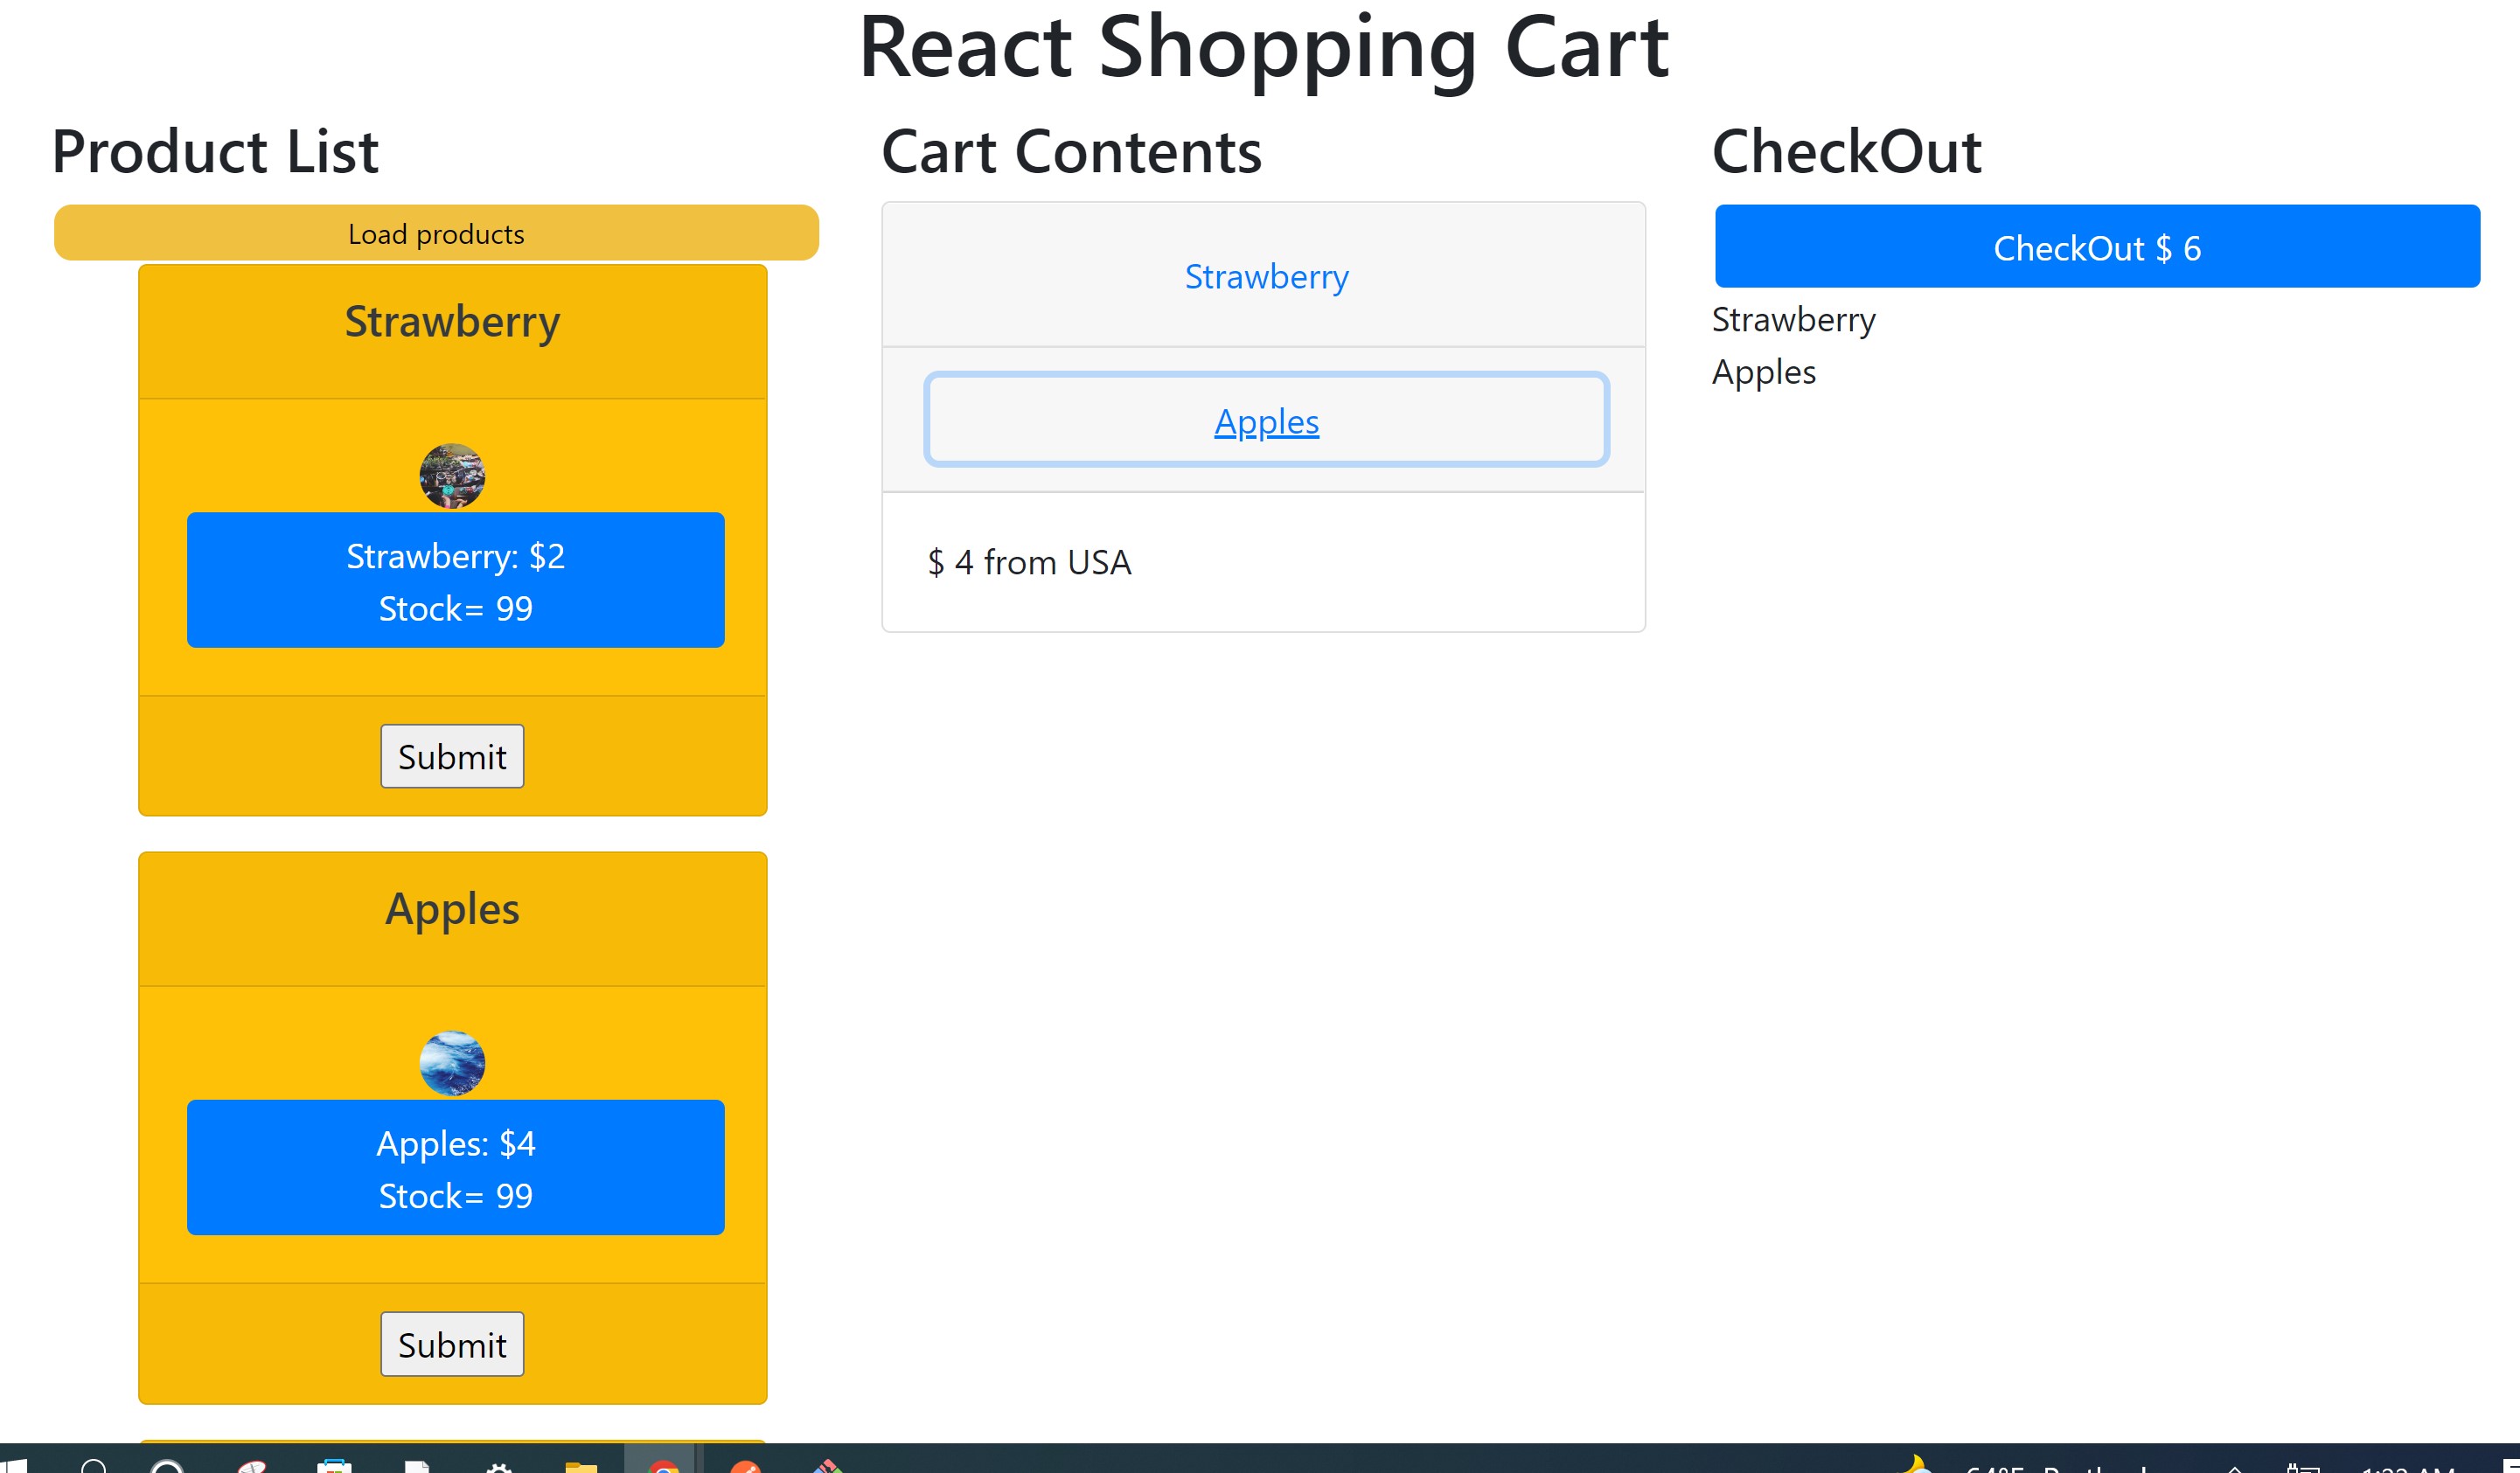 React Shopping Cart
Product List
Load products
Strawberry
Strawberry: $2
Stock= 99
Submit
Apples
Apples: $4
Stock= 99
Submit
Cart Contents
Strawberry
Apples
$ 4 from USA
CheckOut
CheckOut $ 6
Strawberry
Apples